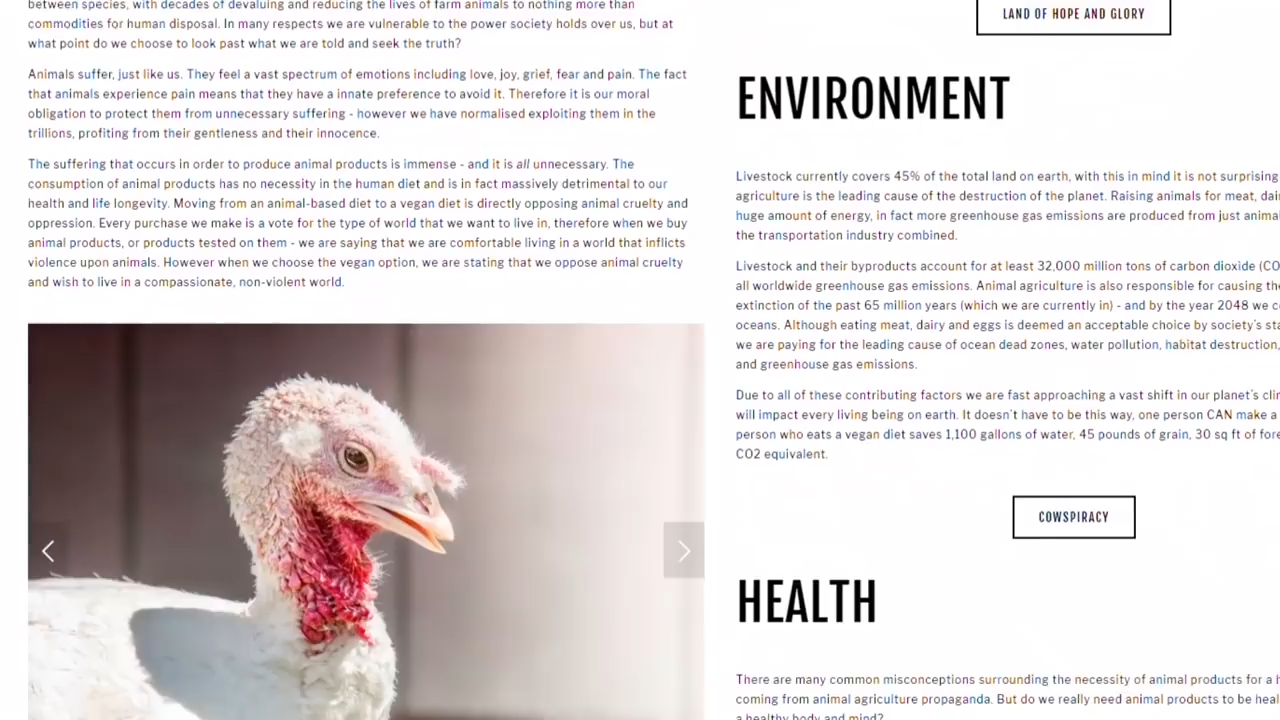 between species, with decades of devaluing and reducing the lives of farm animals to nothing more than
commodities for human disposal. In many respects we are vulnerable to the power society holds over us, but at
what point do we choose to look past what we are told and seek the truth?
Animals suffer, just like us. They feel a vast spectrum of emotions including love, joy, grief, fear and pain. The fact
that animals experience pain means that they have a innate preference to avoid it. Therefore it is our moral
obligation to protect them from unnecessary suffering - however we have normalised exploiting them in the
trillions, profiting from their gentleness and their innocence.
The suffering that occurs in order to produce animal products is immense - and it is all unnecessary. The
consumption of animal products has no necessity in the human diet and is in fact massively detrimental to our
health and life longevity. Moving from an animal-based diet to a vegan diet is directly opposing animal cruelty and
oppression. Every purchase we make is a vote for the type of world that we want to live in, therefore when we buy
animal products, or products tested on them - we are saying that we are comfortable living in a world that inflicts
violence upon animals. However when we choose the vegan option, we are stating that we oppose animal cruelty
and wish to live in a compassionate, non-violent world.
LAND OF HOPE AND GLORY
ENVIRONMENT
Livestock currently covers 45% of the total land on earth, with this in mind it is not surprising
agriculture is the leading cause of the destruction of the planet. Raising animals for meat, dai
huge amount of energy, in fact more greenhouse gas emissions are produced from just anima
the transportation industry combined.
Livestock and their byproducts account for at least 32,000 million tons of carbon dioxide (CO
all worldwide greenhouse gas emissions. Animal agriculture is also responsible for causing the
extinction of the past 65 million years (which we are currently in) - and by the year 2048 we c
oceans. Although eating meat, dairy and eggs is deemed an acceptable choice by society's sta
we are paying for the leading cause of ocean dead zones, water pollution, habitat destruction,
and greenhouse gas emissions.
Due to all of these contributing factors we are fast approaching a vast shift in our planet's clin
will impact every living being on earth. It doesn't have to be this way, one person CAN make a
person who eats a vegan diet saves 1,100 gallons of water, 45 pounds of grain, 30 sq ft of fore
CO2 equivalent.
COWSPIRACY
HEALTH
There are many common misconceptions surrounding the necessity of animal products for a h
coming from animal agriculture propaganda. But do we really need animal products to be heal
a healthy body and mind?